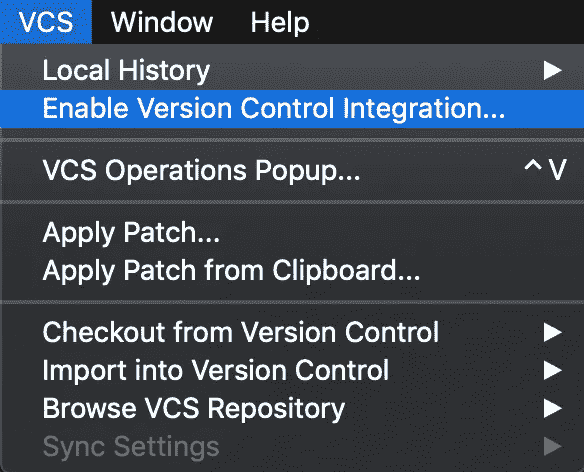 VCS Window Help
Local History
Enable Version Control Integration...
VCS Operations Popup... ^V
Apply Patch...
Apply Patch from Clipboard...
Checkout from Version Control
Import into Version Control
Browse VCS Repository
Sync Settings